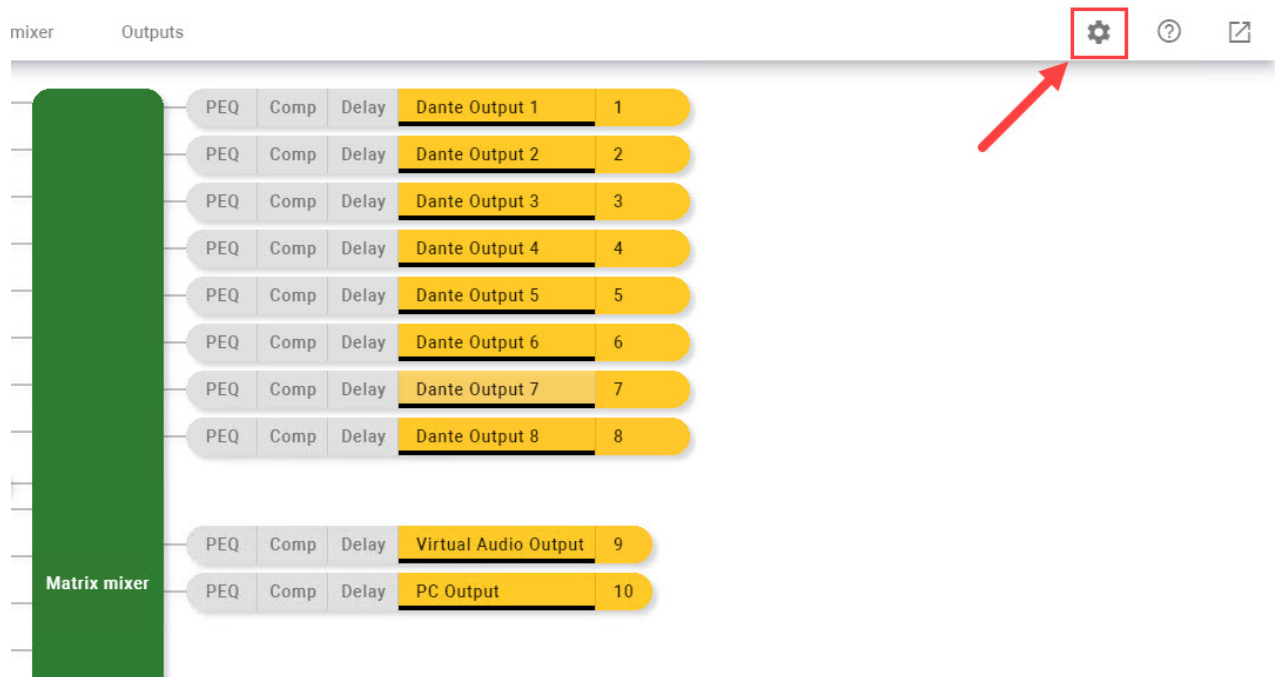 mixer Outputs
PEQ Comp Delay Dante Output 1 1
PEQ Comp Delay Dante Output 2 2
PEQ Comp Delay Dante Output 3 3
PEQ Comp Delay Dante Output 4 4
PEQ Comp Delay Dante Output 5 5
PEQ Comp Delay Dante Output 6 6
PEQ Comp Delay Dante Output 7 7
PEQ Comp Delay Dante Output 8 8
PEQ Comp Delay Virtual Audio Output 9
Matrix mixer
PEQ Comp Delay PC Output 10